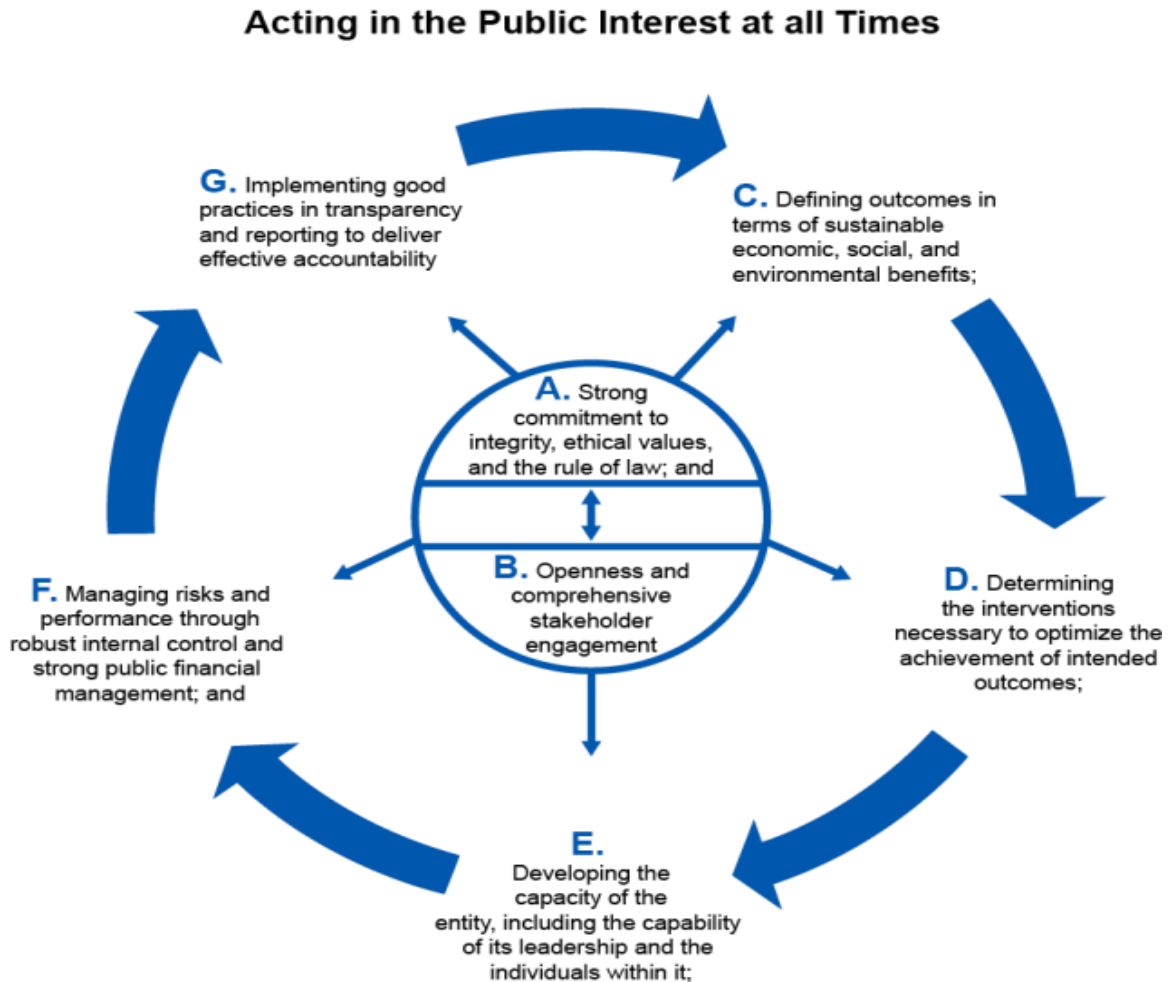 Acting in the Public Interest at all Times
G. Implementing good
practices in transparency
and reporting to deliver
effective accountability
C. Defining outcomes in
terms of sustainable
economic, social, and
environmental benefits;
A. Strong
commitment to
integrity, ethical values,
and the rule of law; and
B. Openness and
comprehensive
stakeholder
engagement
F. Managing risks and
performance through
robust internal control and
strong public financial
management; and
D. Determining
the interventions
necessary to optimize the
achievement of intended
outcomes;
E.
Developing the
capacity of the
entity, including the capability
of its leadership and the
individuals within it;